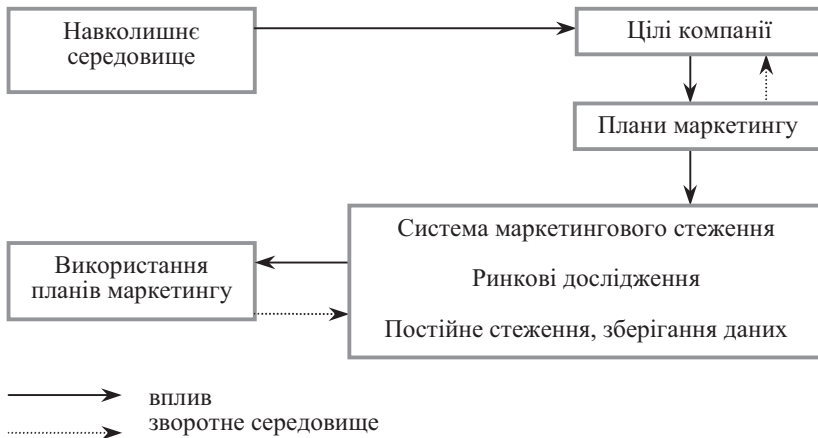 Навколишнє
середовище
Цілі компанії
Плани маркетингу
Система маркетингового стеження
Ринкові дослідження
Постійне стеження, зберігання даних
Використання
планів маркетингу
вплив
зворотне середовище